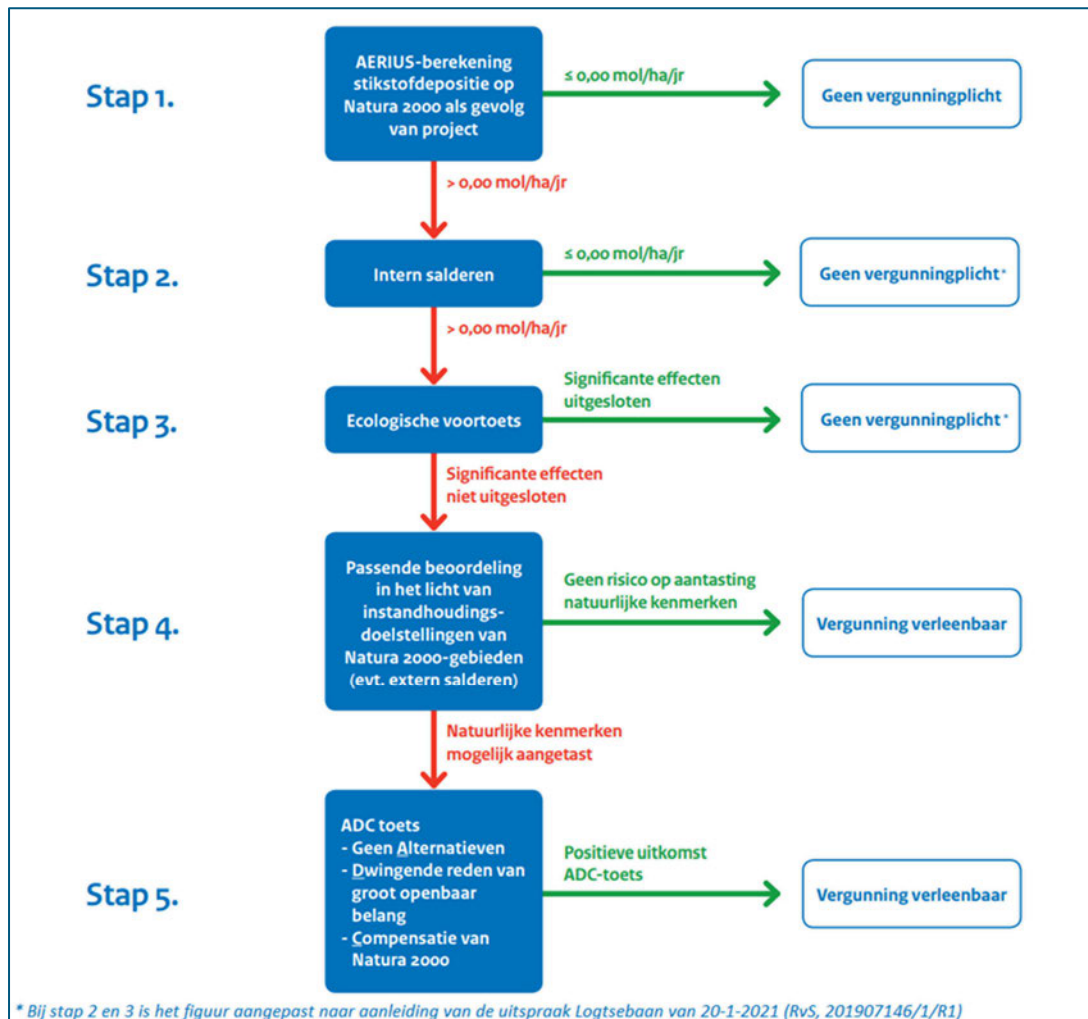 Stap 1.
AERIUS-berekening
stikstofdepositie op
Natura 2000 als gevolg
van project
≤ 0,00 mol/ha/jr
Geen vergunningplicht
> 0,00 mol/ha/jr
Stap 2.
Intern salderen
≤ 0,00 mol/ha/jr
Geen vergunningplicht*
> 0,00 mol/ha/jr
Stap 3.
Ecologische voortoets
Significante effecten
uitgesloten
Geen vergunningplicht*
Significante effecten
niet uitgesloten
Stap 4.
Passende beoordeling
in het licht van
instandhoudings-
doelstellingen van
Natura 2000-gebieden
(evt. extern salderen)
Geen risico op aantasting
natuurlijke kenmerken
Vergunning verleenbaar
Natuurlijke kenmerken
mogelijk aangetast
Stap 5.
ADC toets
- Geen Alternatieven
- Dwingende reden van
groot openbaar
belang
- Compensatie van
Natura 2000
Positieve uitkomst
ADC-toets
Vergunning verleenbaar
* Bij stap 2 en 3 is het figuur aangepast naar aanleiding van de uitspraak Logtsebaan van 20-1-2021 (RvS, 201907146/1/R1)